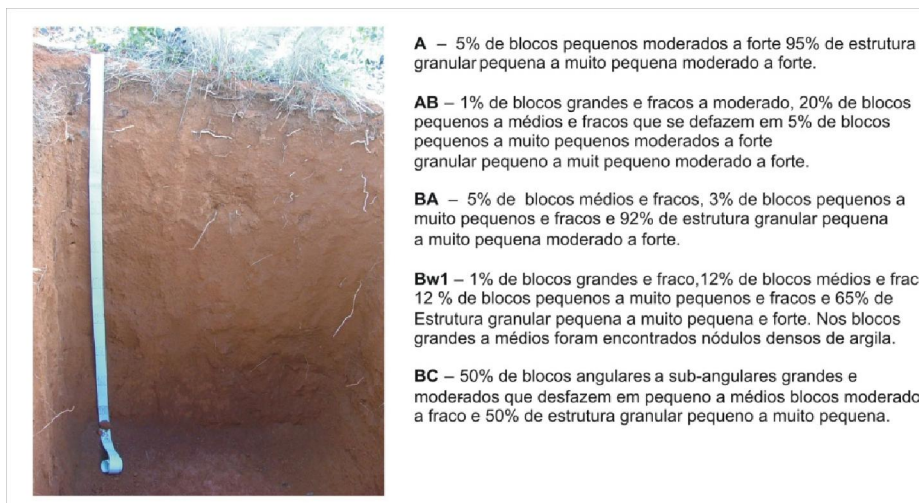 A – 5% de blocos pequenos moderados a forte 95% de estrutura
granular pequena a muito pequena moderado a forte.
AB – 1% de blocos grandes e fracos a moderado, 20% de blocos
pequenos a médios e fracos que se defazem em 5% de blocos
pequenos a muito pequenos moderados a forte
granular pequeno a muit pequeno moderado a forte.
BA – 5% de blocos médios e fracos, 3% de blocos pequenos a
muito pequenos e fracos e 92% de estrutura granular pequena
a muito pequena moderado a forte.
Bw1 – 1% de blocos grandes e fraco,12% de blocos médios e frac
12 % de blocos pequenos a muito pequenos e fracos e 65% de
Estrutura granular pequena a muito pequena e forte. Nos blocos
grandes a médios foram encontrados nódulos densos de argila.
BC – 50% de blocos angulares a sub-angulares grandes e
moderados que desfazem em pequeno a médios blocos moderado
a fraco e 50% de estrutura granular pequeno a muito pequena.